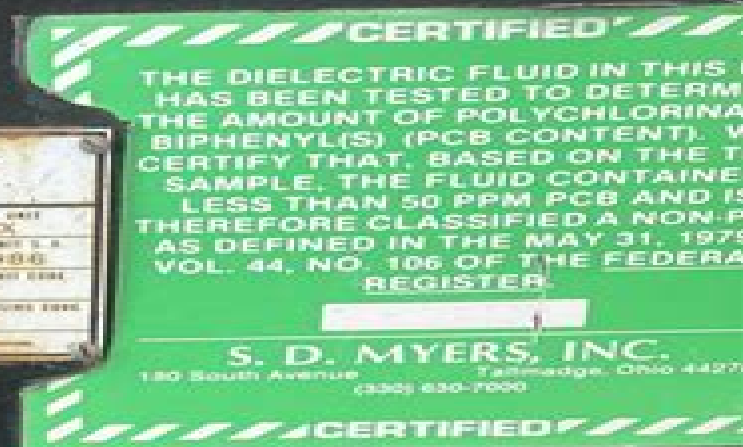 CERTIFIED
THE DIELECTRIC FLUID IN THIS
HAS BEEN TESTED TO DETERM
THE AMOUNT OF POLYCHLORINA
BIPHENYL(S) (PCB CONTENT). W
CERTIFY THAT, BASED ON THE T
SAMPLE, THE FLUID CONTAINE
LESS THAN 50 PPM PCB AND IS
THEREFORE CLASSIFIED A NON-P
AS DEFINED IN THE MAY 31, 1979
VOL. 44, NO. 106 OF THE FEDERA
REGISTER.
S. D. MYERS, INC.
180 South Avenue Tallmadge, Ohio 4427
(330) 630-7000
CERTIFIED